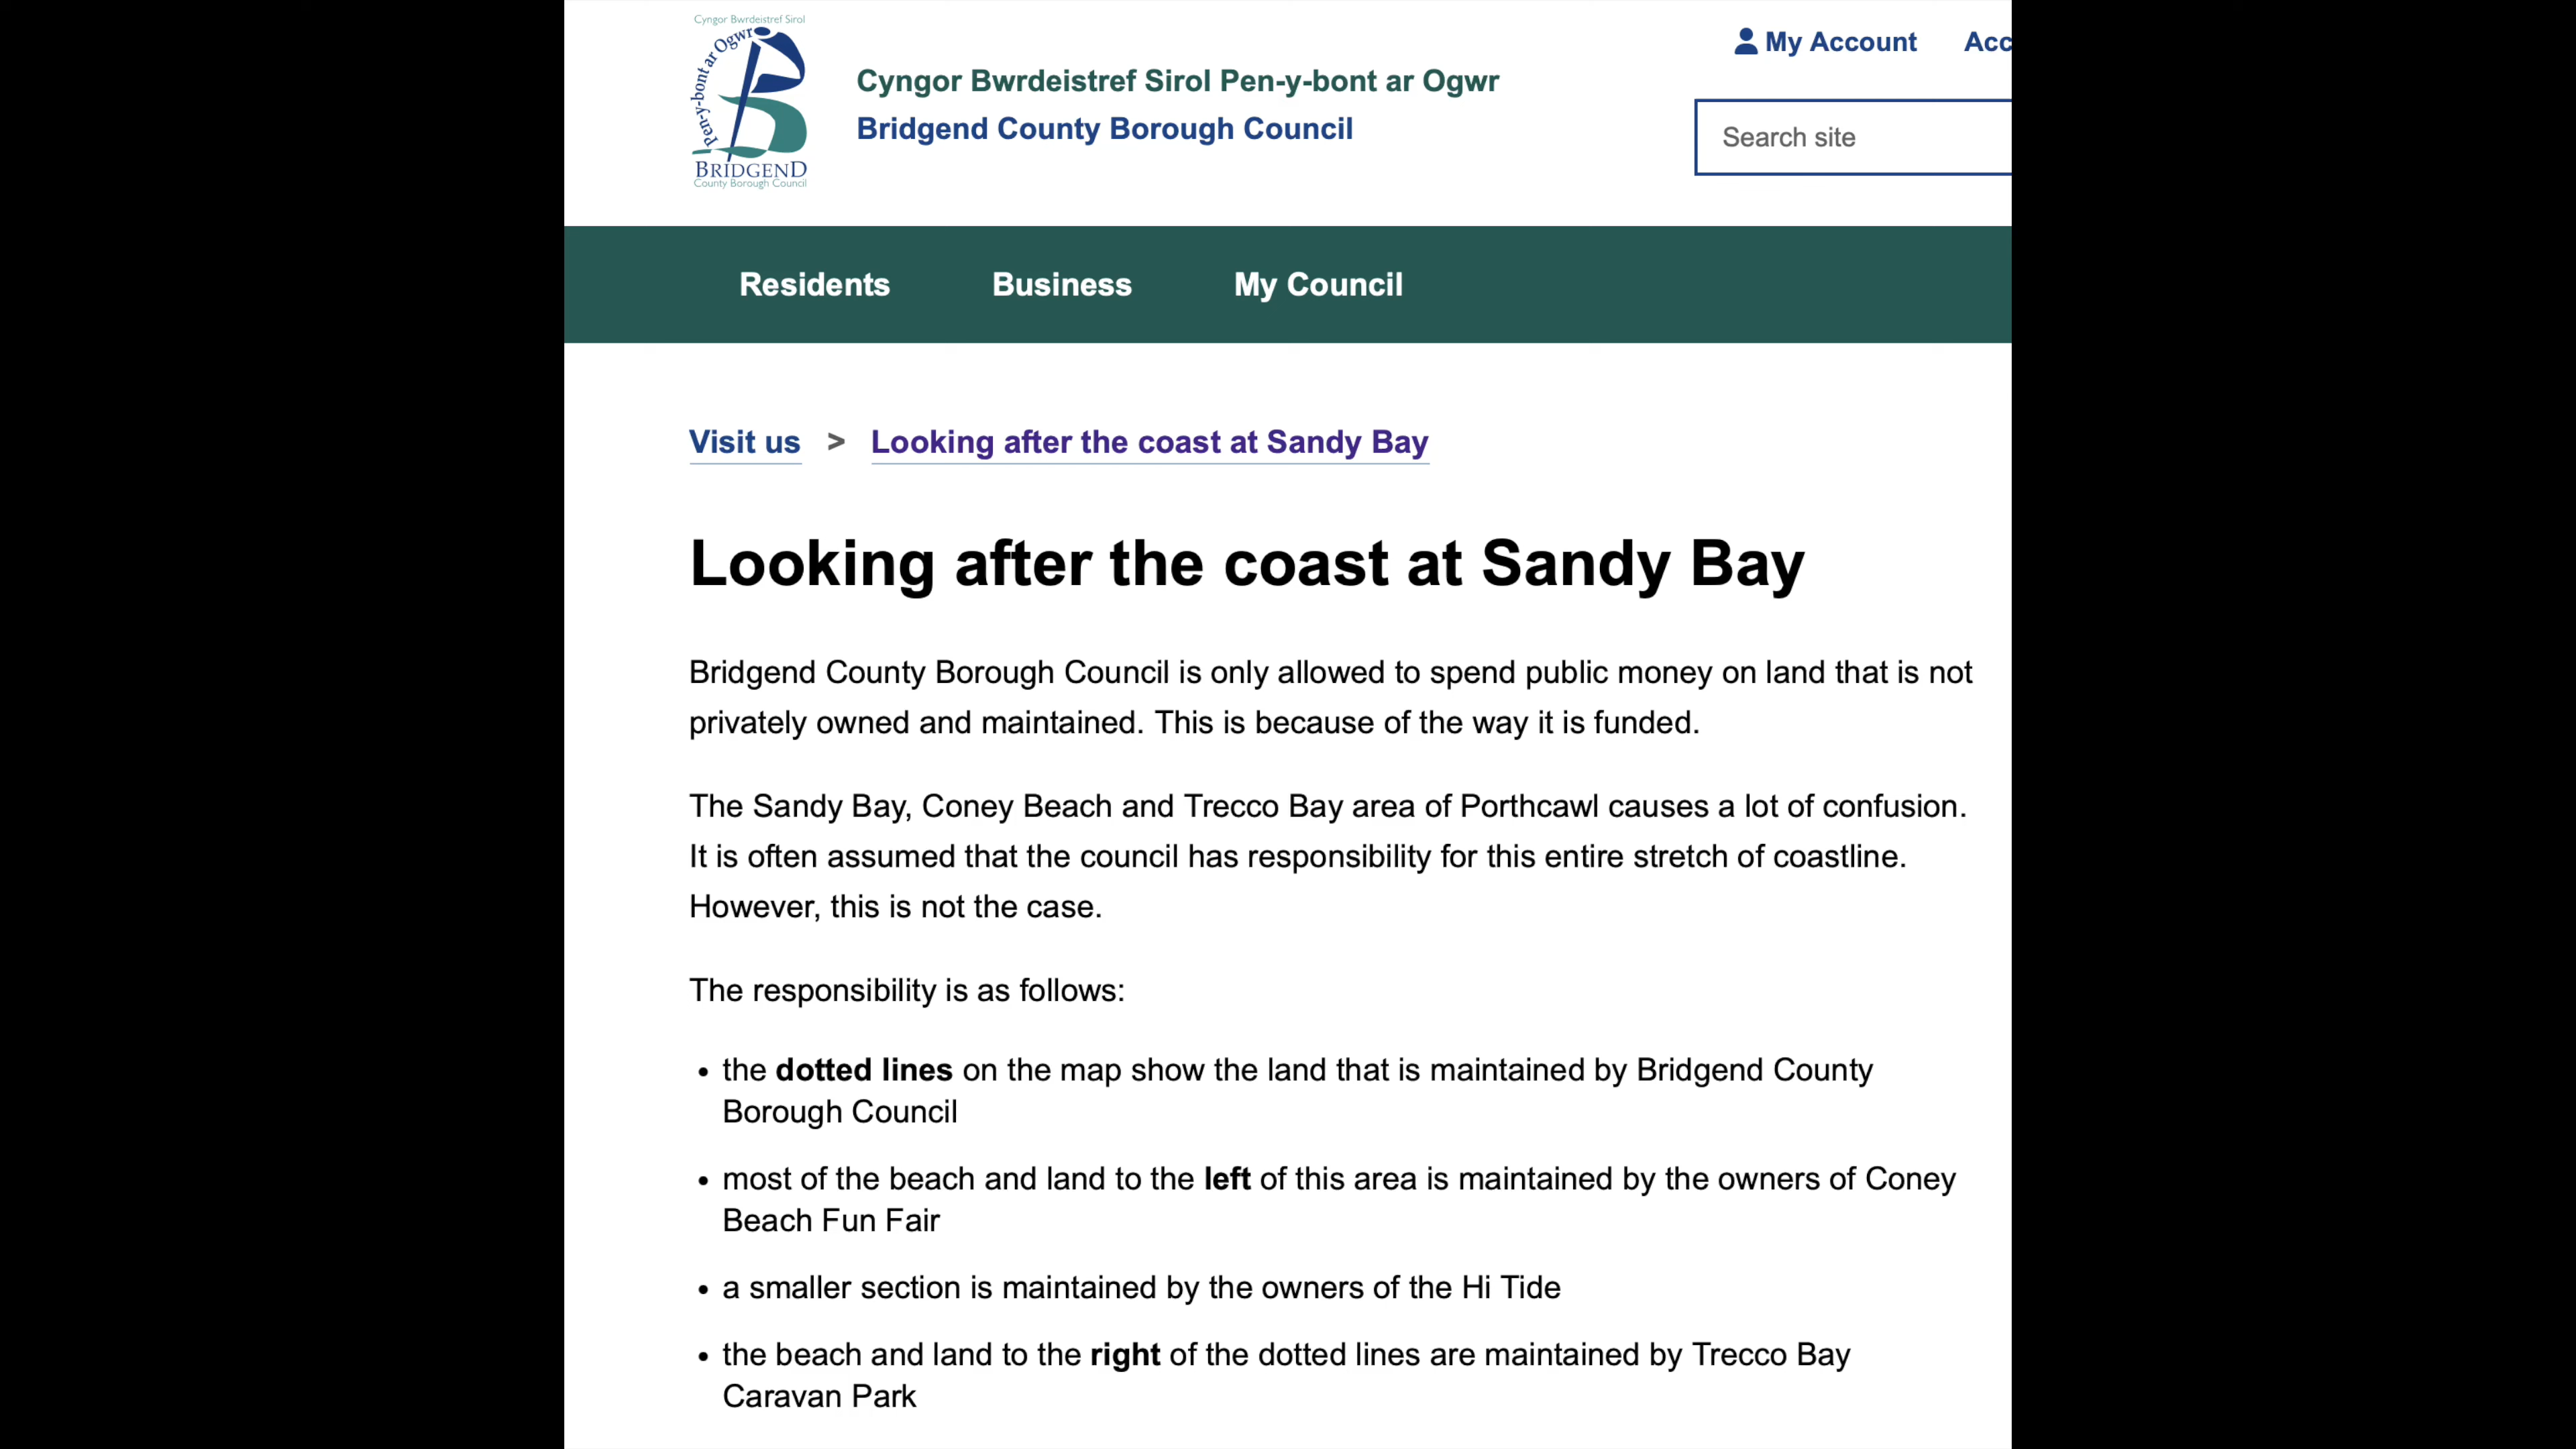 Cyngor Bwrdeistref Sirol
Pen-y-bont ar Ogwr
BRIDGEND
County Borough Council
Cyngor Bwrdeistref Sirol Pen-y-bont ar Ogwr
Bridgend County Borough Council
My Account
Acc
Search site
Residents
Business
My Council
Visit us > Looking after the coast at Sandy Bay
Looking after the coast at Sandy Bay
Bridgend County Borough Council is only allowed to spend public money on land that is not
privately owned and maintained. This is because of the way it is funded.
The Sandy Bay, Coney Beach and Trecco Bay area of Porthcawl causes a lot of confusion.
It is often assumed that the council has responsibility for this entire stretch of coastline.
However, this is not the case.
The responsibility is as follows:
• the dotted lines on the map show the land that is maintained by Bridgend County
Borough Council
• most of the beach and land to the left of this area is maintained by the owners of Coney
Beach Fun Fair
• a smaller section is maintained by the owners of the Hi Tide
• the beach and land to the right of the dotted lines are maintained by Trecco Bay
Caravan Park